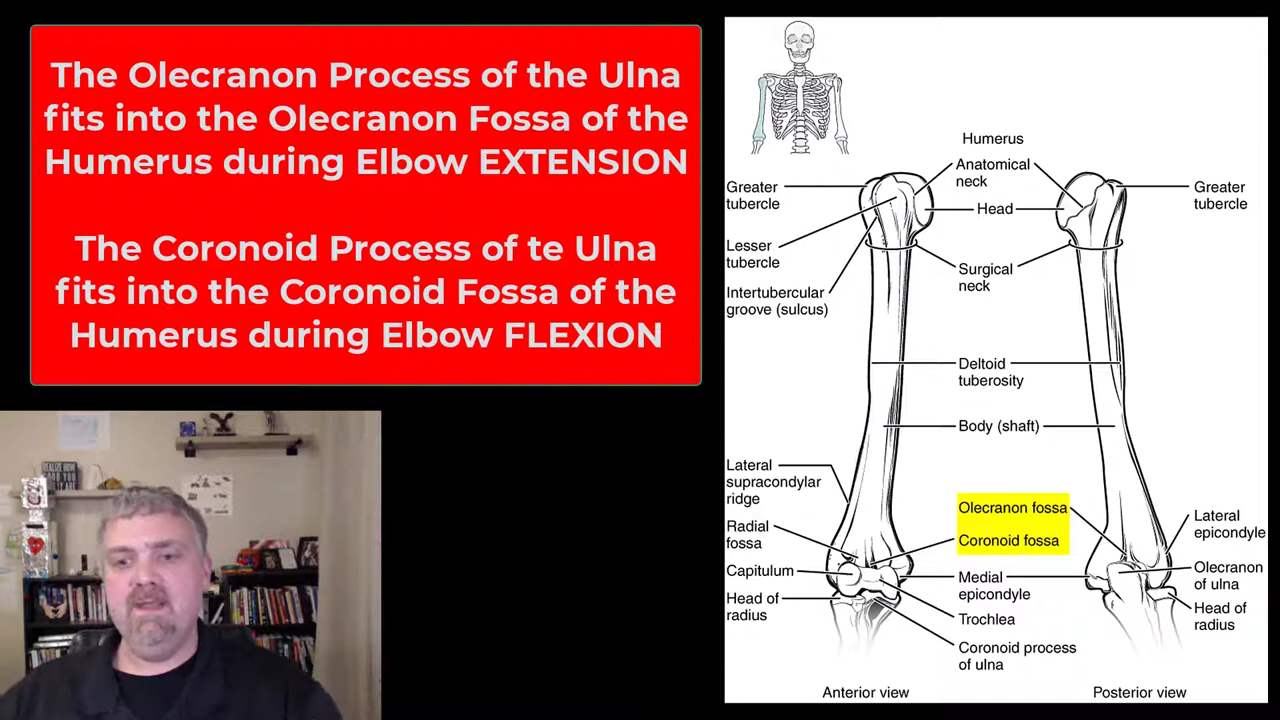 The Olecranon Process of the Ulna
fits into the Olecranon Fossa of the
Humerus during Elbow EXTENSION
The Coronoid Process of te Ulna
fits into the Coronoid Fossa of the
Humerus during Elbow FLEXION
Humerus
Anatomical
neck
Greater
tubercle
Head
Greater
tubercle
Lesser
tubercle
Surgical
neck
Intertubercular
groove (sulcus)
Deltoid
tuberosity
Body (shaft)
Lateral
supracondylar
ridge
Olecranon fossa
Coronoid fossa
Lateral
epicondyle
Radial
fossa
Capitulum
Medial
epicondyle
Olecranon
of ulna
Head of
radius
Trochlea
Head of
radius
Coronoid process
of ulna
Anterior view
Posterior view
REALIZE HOW
GOOD YOU